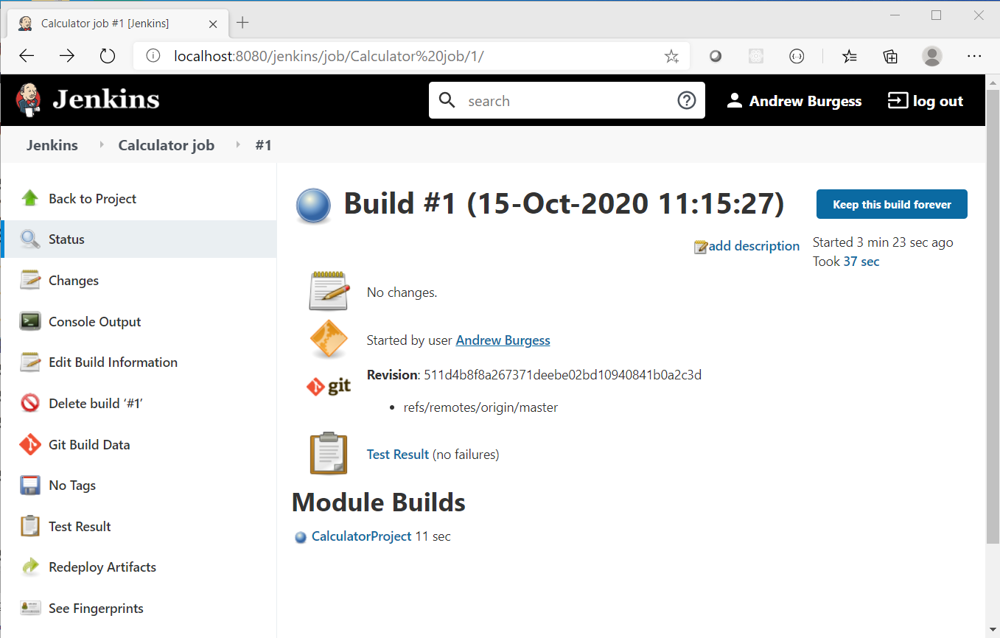 Calculator job #1 [Jenkins]
localhost:8080/jenkins/job/Calculator%20job/1/
Jenkins
search
Andrew Burgess
log out
Jenkins
Calculator job
#1
Back to Project
Status
Changes
Console Output
Edit Build Information
Delete build ‘#1’
Git Build Data
No Tags
Test Result
Redeploy Artifacts
See Fingerprints
Build #1 (15-Oct-2020 11:15:27)
Keep this build forever
add description
Started 3 min 23 sec ago
Took 37 sec
No changes.
Started by user Andrew Burgess
git
Revision: 511d4b8f8a267371deebe02bd10940841b0a2c3d
• refs/remotes/origin/master
Test Result (no failures)
Module Builds
CalculatorProject 11 sec